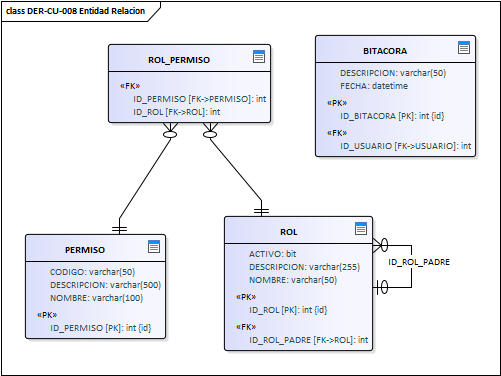 class DER-CU-008 Entidad Relacion
ROL_PERMISO
«FK»
ID_PERMISO [FK->PERMISO]: int
ID_ROL [FK->ROL]: int
BITACORA
DESCRIPCION: varchar(50)
FECHA: datetime
«PK»
ID_BITACORA [PK]: int {id}
«FK»
ID_USUARIO [FK->USUARIO]: int
PERMISO
CODIGO: varchar(50)
DESCRIPCION: varchar(500)
NOMBRE: varchar(100)
«PK»
ID_PERMISO [PK]: int {id}
ROL
ACTIVO: bit
DESCRIPCION: varchar(255)
NOMBRE: varchar(50)
«PK»
ID_ROL [PK]: int {id}
«FK»
ID_ROL_PADRE [FK->ROL]: int
ID_ROL_PADRE